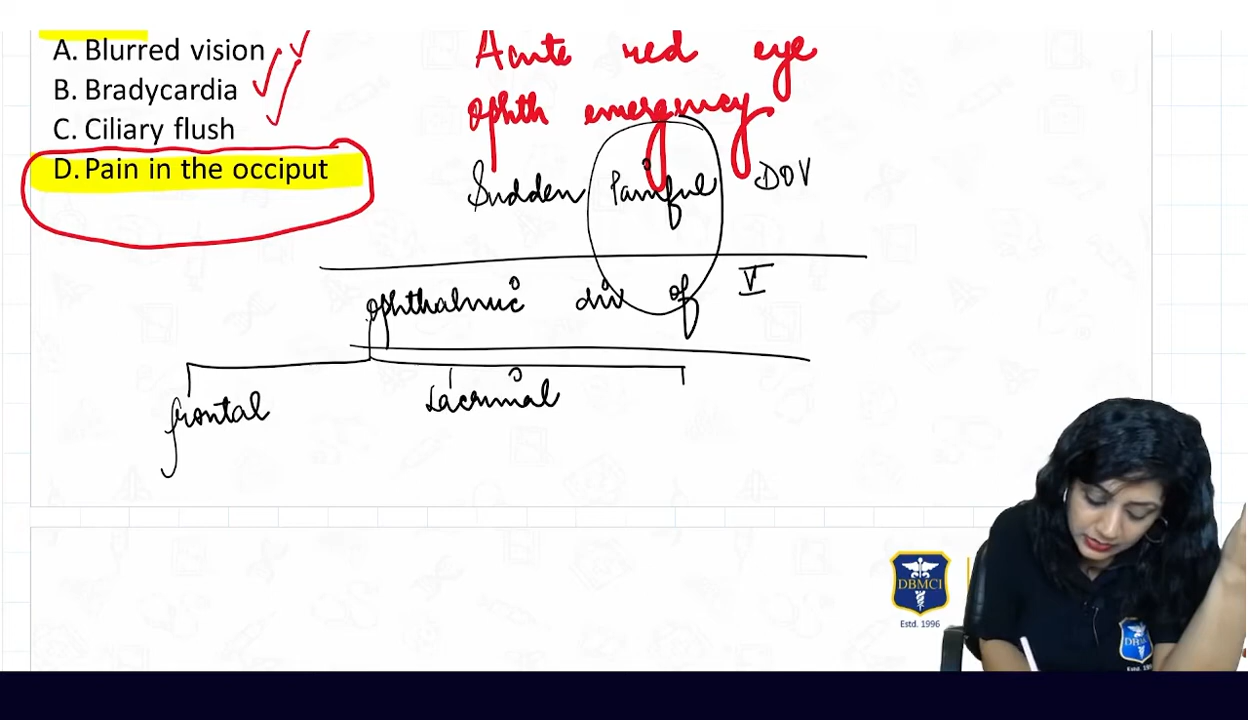 A. Blurred vision
B. Bradycardia
C. Ciliary flush
D. Pain in the occiput
Acute red eye
Ophth emergency
Sudden Painful DOV
ophthalmic div of V
frontal Lacrimal
DBMCI
Estd. 1996